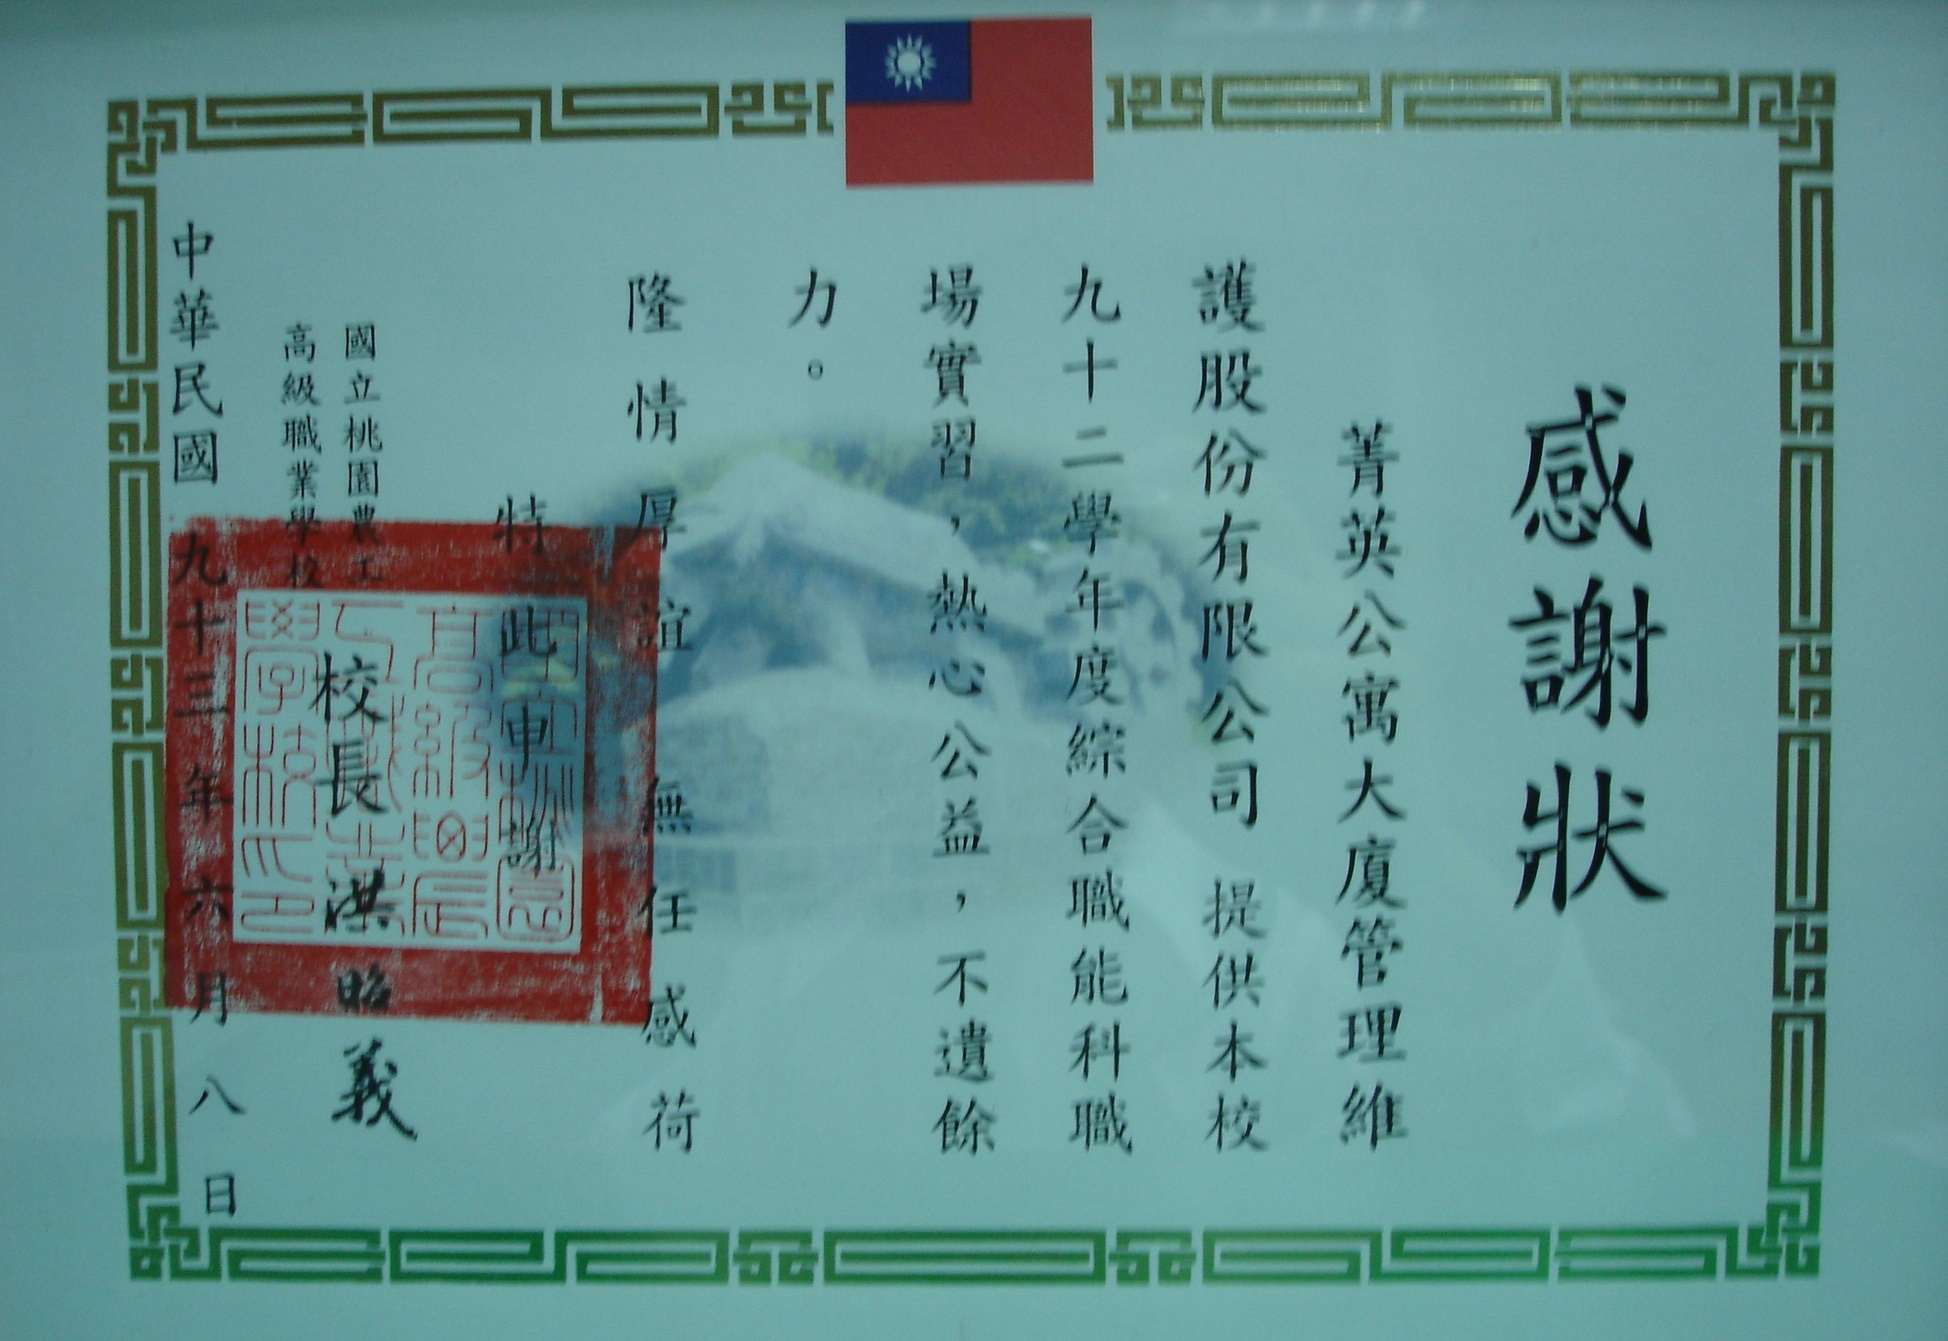 感謝狀
菁英公寓大廈管理維
護股份有限公司 提供本校
九十二學年度綜合職能科職
場實習，熱心公益，不遺餘
力。
隆情厚誼 無任感荷
特此申謝
國立桃園農工
高級職業學校
校長 洪昭義
中華民國九十三年六月八日